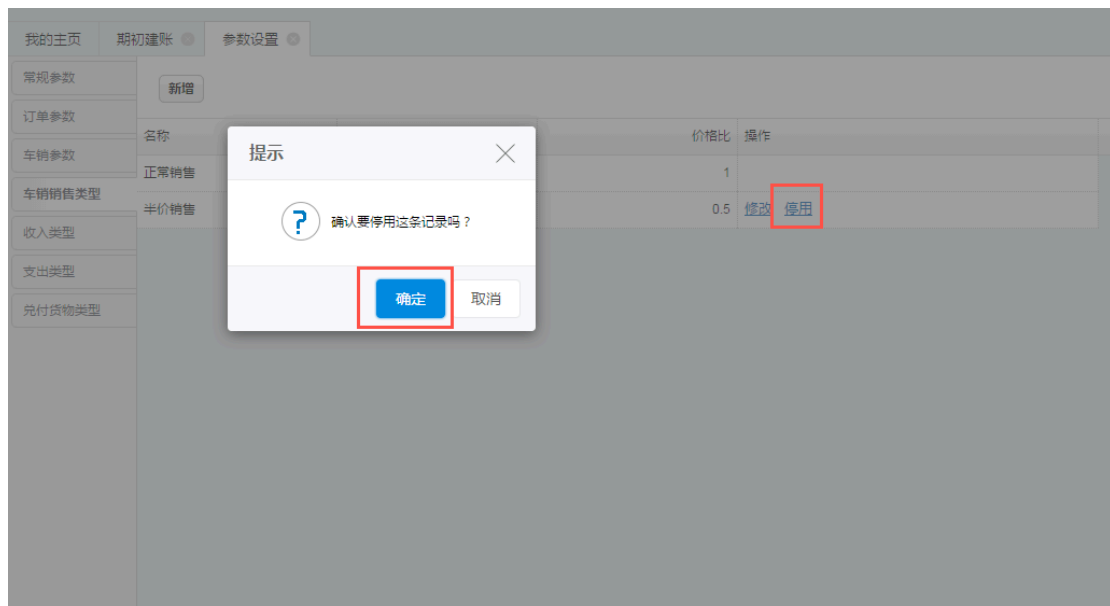 我的主页 期初建账 参数设置
常规参数
新增
订单参数
名称 价格比 操作
车销参数
正常销售 1
车销销售类型
半价销售 0.5 修改 停用
收入类型
支出类型
兑付货物类型
提示
确认要停用这条记录吗？
确定 取消